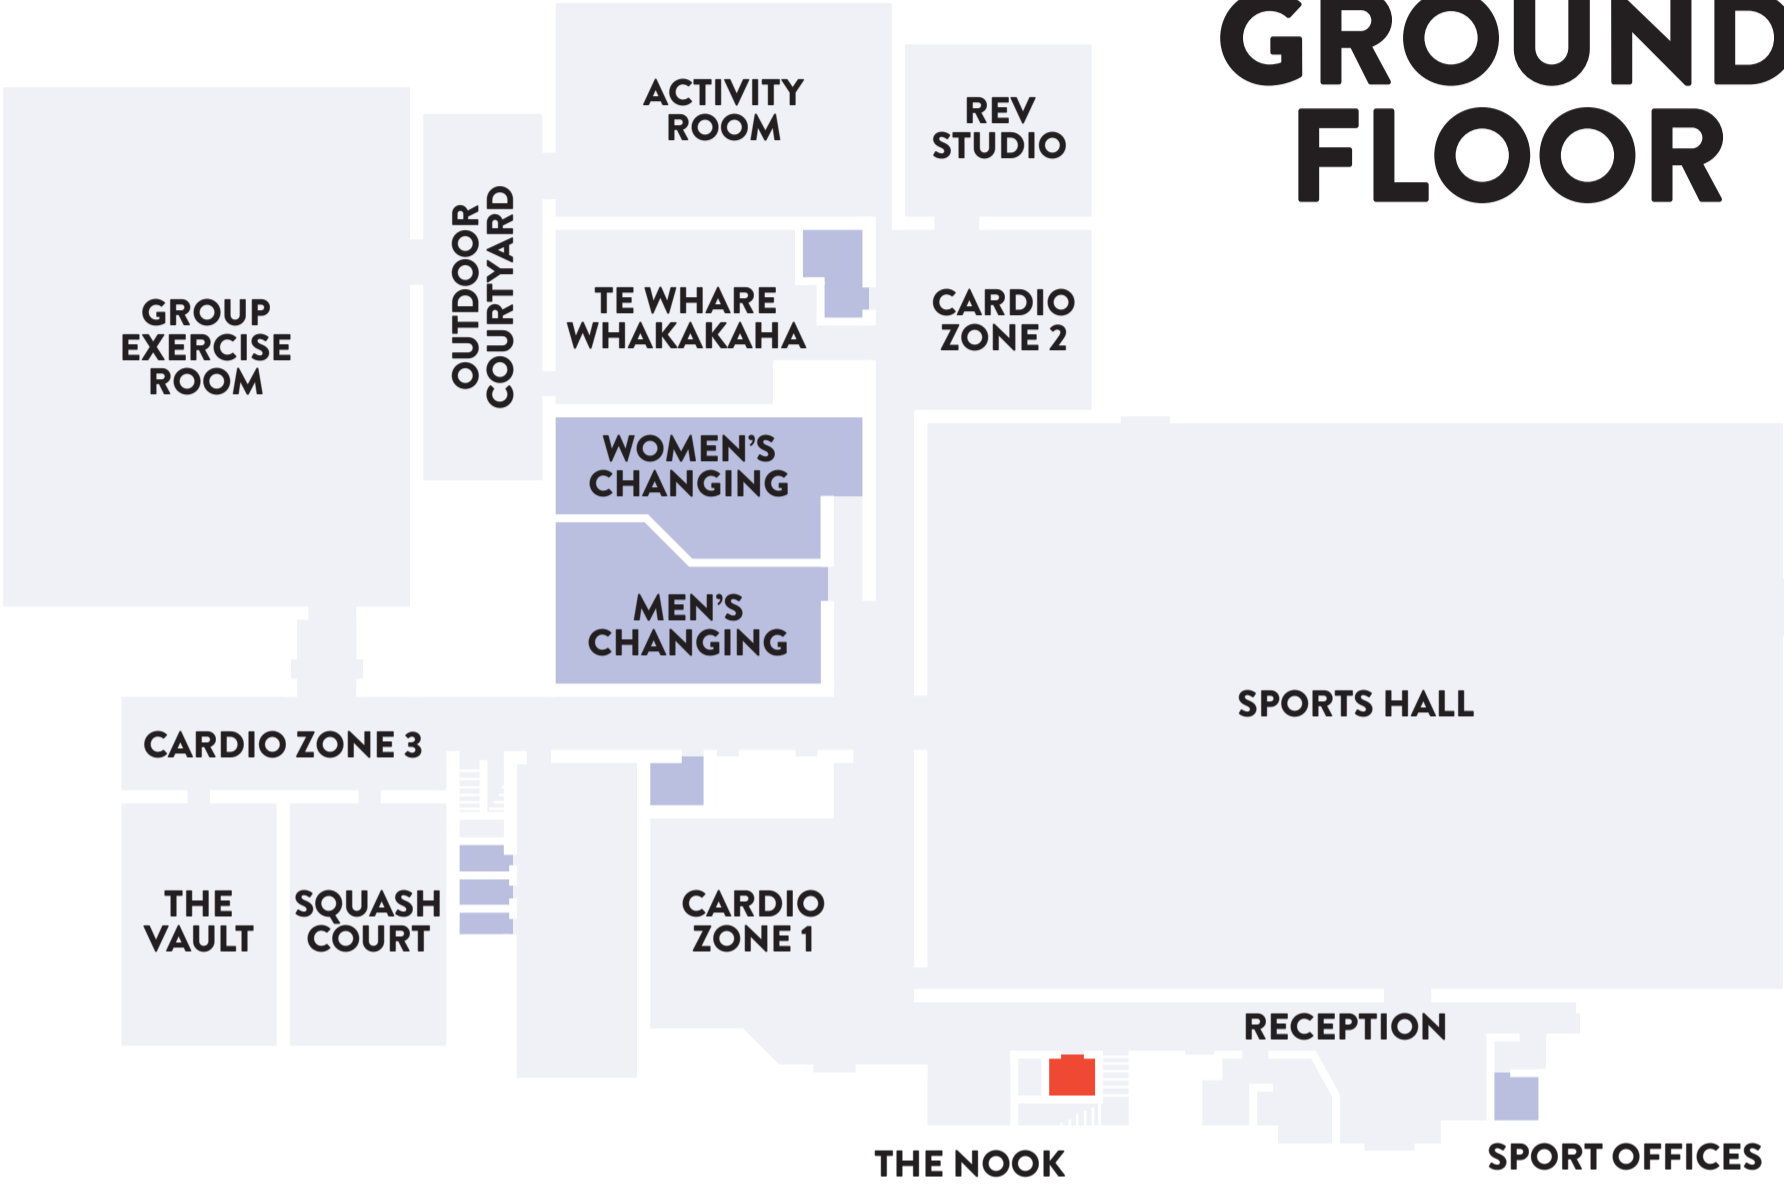 GROUND
FLOOR
ACTIVITY
ROOM
REV
STUDIO
OUTDOOR
COURTYARD
GROUP
EXERCISE
ROOM
TE WHARE
WHAKAKAHA
CARDIO
ZONE 2
WOMEN'S
CHANGING
MEN'S
CHANGING
SPORTS HALL
CARDIO ZONE 3
THE
VAULT
SQUASH
COURT
CARDIO
ZONE 1
RECEPTION
THE NOOK
SPORT OFFICES